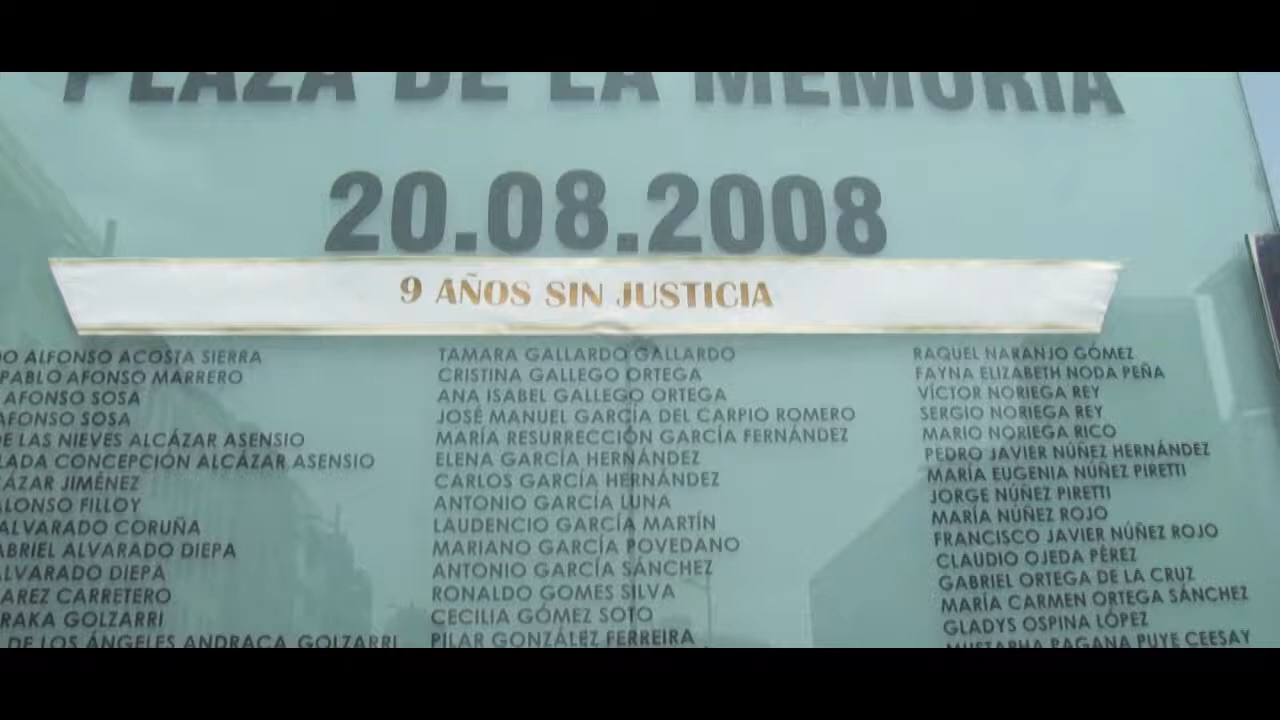 PLAZA DE LA MEMORIA
20.08.2008
9 AÑOS SIN JUSTICIA
DO ALFONSO ACOSTA SIERRA
PABLO AFONSO MARRERO
AFONSO SOSA
AFONSO SOSA
DE LAS NIEVES ALCÁZAR ASENSIO
LADA CONCEPCIÓN ALCÁZAR ASENSIO
CÁZAR JIMÉNEZ
ALONSO FILLOY
ALVARADO CORUÑA
ABRIEL ALVARADO DIEPA
ALVARADO DIEPA
AREZ CARRETERO
RAKA GOLZARRI
DE LOS ÁNGELES ANDRACA GOLZARRI
TAMARA GALLARDO GALLARDO
CRISTINA GALLEGO ORTEGA
ANA ISABEL GALLEGO ORTEGA
JOSÉ MANUEL GARCÍA DEL CARPIO ROMERO
MARÍA RESURRECCIÓN GARCÍA FERNÁNDEZ
ELENA GARCÍA HERNÁNDEZ
CARLOS GARCÍA HERNÁNDEZ
ANTONIO GARCÍA LUNA
LAUDENCIO GARCÍA MARTÍN
MARIANO GARCÍA POVEDANO
ANTONIO GARCÍA SÁNCHEZ
RONALDO GOMES SILVA
CECILIA GÓMEZ SOTO
PILAR GONZÁLEZ FERREIRA
RAQUEL NARANJO GÓMEZ
FAYNA ELIZABETH NODA PEÑA
VÍCTOR NORIEGA REY
SERGIO NORIEGA REY
MARIO NORIEGA RICO
PEDRO JAVIER NÚÑEZ HERNÁNDEZ
MARÍA EUGENIA NÚÑEZ PIRETTI
JORGE NÚÑEZ PIRETTI
MARÍA NÚÑEZ ROJO
FRANCISCO JAVIER NÚÑEZ ROJO
CLAUDIO OJEDA PÉREZ
GABRIEL ORTEGA DE LA CRUZ
MARÍA CARMEN ORTEGA SÁNCHEZ
GLADYS OSPINA LÓPEZ
MUSTAPHA PAGANA PUYE CEESAY